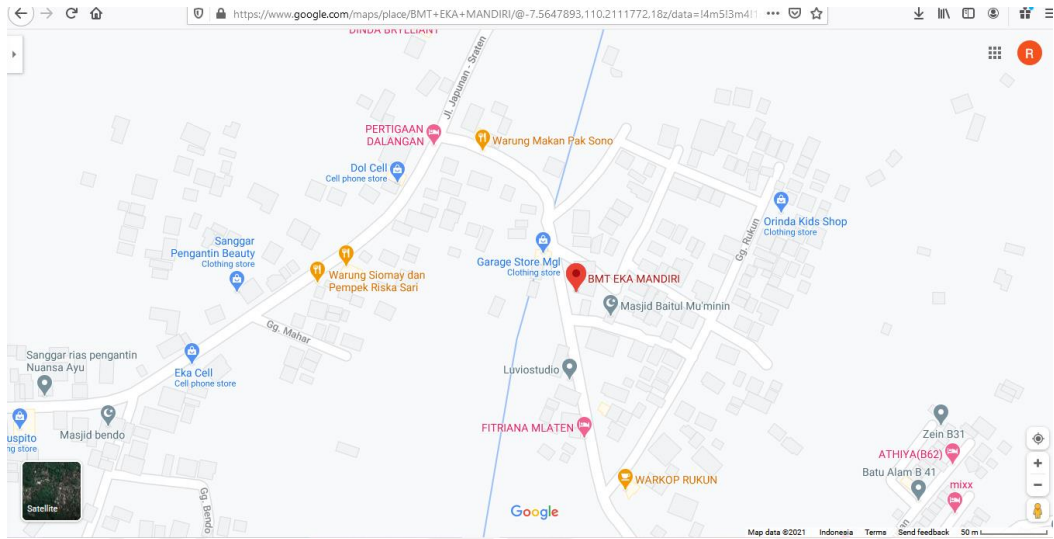 https://www.google.com/maps/place/BMT+EKA+MANDIRI/@-7.5647893,110.2111772,18z/data=!4m5!3m4!1
DINDA BRYLLIANT
R
Jl. Japunan - Sraten
PERTIGAAN
DALANGAN
Warung Makan Pak Sono
Dol Cell
Cell phone store
Orinda Kids Shop
Clothing store
Gg. Rukun
Sanggar
Pengantin Beauty
Clothing store
Garage Store Mgl
Clothing store
Warung Siomay dan
Pempek Riska Sari
BMT EKA MANDIRI
Masjid Baitul Mu'minin
Gg. Mahar
Sanggar rias pengantin
Nuansa Ayu
Eka Cell
Cell phone store
Luviostudio
FITRIANA MLATEN
uspito
ng store
Masjid bendo
Zein B31
ATHIYA(B62)
Batu Alam B 41
mixx
WARKOP RUKUN
Gg. Bendo
Satellite
Google
an
Map data ©2021 Indonesia Terms Send feedback 50 m